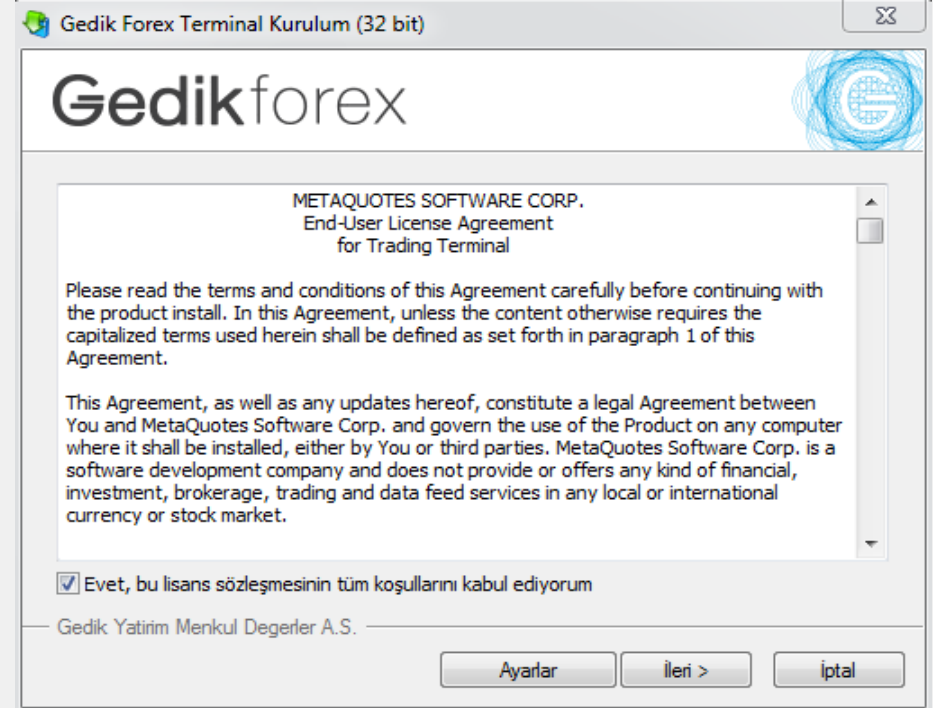 Gedik Forex Terminal Kurulum (32 bit)
Gedikforex
METAQUOTES SOFTWARE CORP.
End-User License Agreement
for Trading Terminal
Please read the terms and conditions of this Agreement carefully before continuing with
the product install. In this Agreement, unless the content otherwise requires the
capitalized terms used herein shall be defined as set forth in paragraph 1 of this
Agreement.
This Agreement, as well as any updates hereof, constitute a legal Agreement between
You and MetaQuotes Software Corp. and govern the use of the Product on any computer
where it shall be installed, either by You or third parties. MetaQuotes Software Corp. is a
software development company and does not provide or offers any kind of financial,
investment, brokerage, trading and data feed services in any local or international
currency or stock market.
Evet, bu lisans sözleşmesinin tüm koşullarını kabul ediyorum
Gedik Yatirim Menkul Degerler A.S.
Ayarlar İleri > İptal